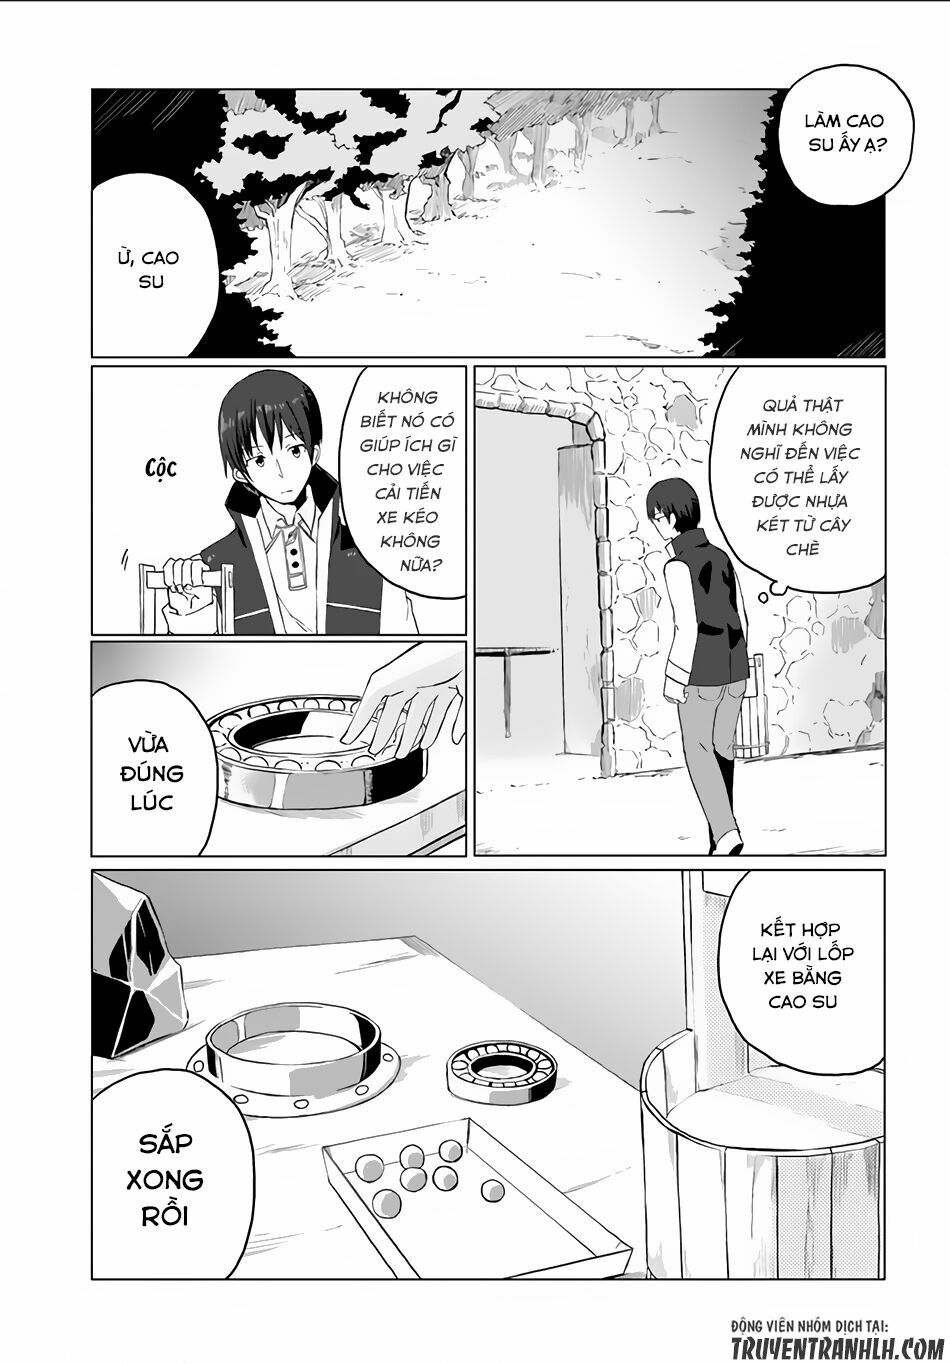 LÀM CAO
SU ẤY Ạ?
Ừ, CAO
SU
QUẢ THẬT
MÌNH KHÔNG
NGHĨ ĐẾN VIỆC
CÓ THỂ LẤY
ĐƯỢC NHỰA
KÉT TỪ CÂY
CHÈ
KHÔNG
BIẾT NÓ CÓ
GIÚP ÍCH GÌ
CHO VIỆC
CẢI TIẾN
XE KÉO
KHÔNG
NỮA?
CỘC
VỪA
ĐÚNG
LÚC
KẾT HỢP
LẠI VỚI LỐP
XE BẰNG
CAO SU
SẮP
XONG
RỒI
ĐỘNG VIÊN NHÓM DỊCH TẠI:
TRUYENTRANHLH.COM